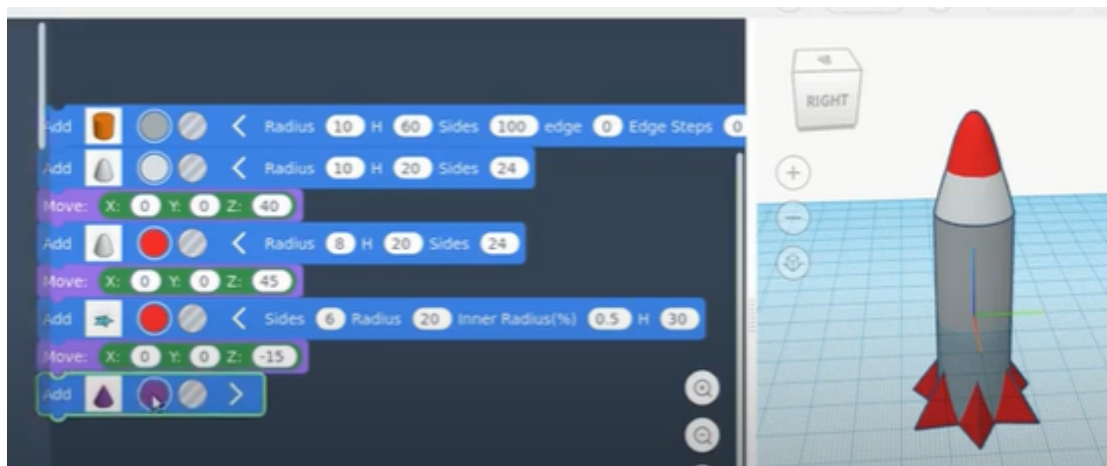 Add Radius 10 H 60 Sides 100 edge 0 Edge Steps 0
Add Radius 10 H 20 Sides 24
Move: X: 0 Y: 0 Z: 40
Add Radius 8 H 20 Sides 24
Move: X: 0 Y: 0 Z: 45
Add Sides 6 Radius 20 Inner Radius(%) 0.5 H 30
Move: X: 0 Y: 0 Z: -15
Add
RIGHT